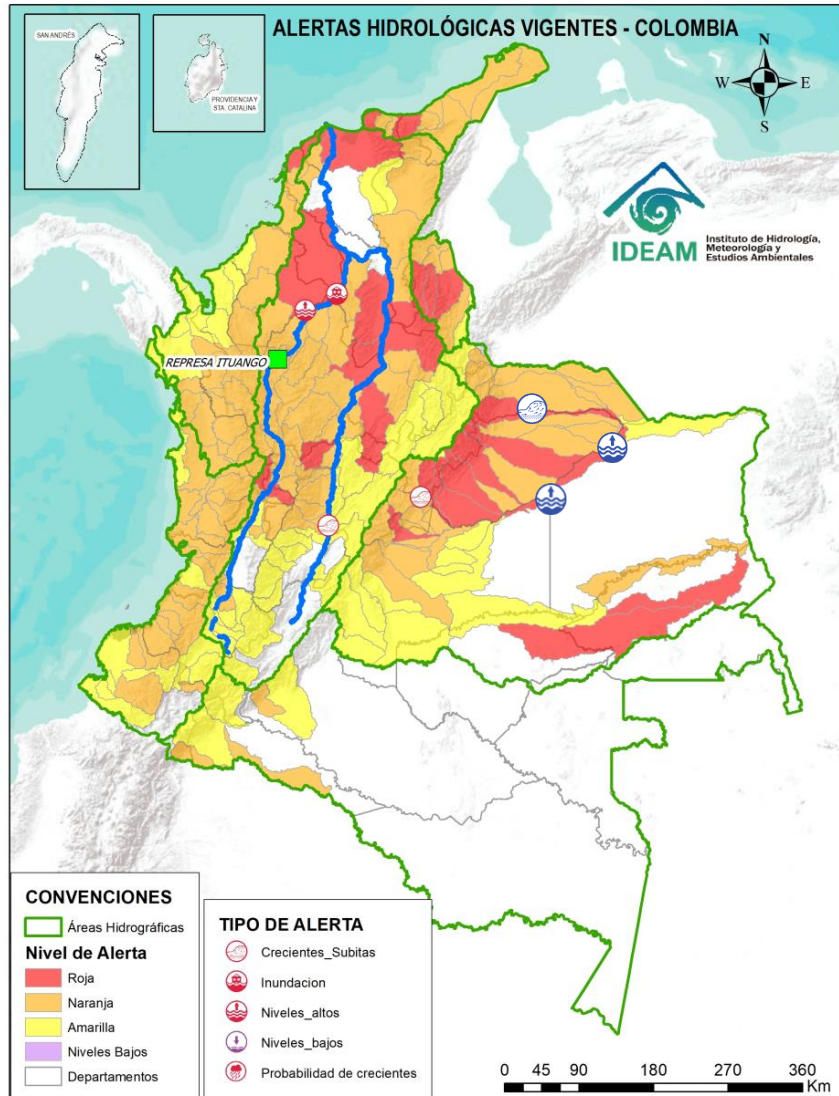 ALERTAS HIDROLÓGICAS VIGENTES - COLOMBIA
SAN ANDRÉS
PROVIDENCIA Y
STA. CATALINA
N
W
E
S
IDEAM
Instituto de Hidrología,
Meteorología y
Estudios Ambientales
REPRESA ITUANGO
CONVENCIONES
Áreas Hidrográficas
Nivel de Alerta
Roja
Naranja
Amarilla
Niveles Bajos
Departamentos
TIPO DE ALERTA
Crecientes_Subitas
Inundacion
Niveles_altos
Niveles_bajos
Probabilidad de crecientes
0 45 90 180 270 360
Km